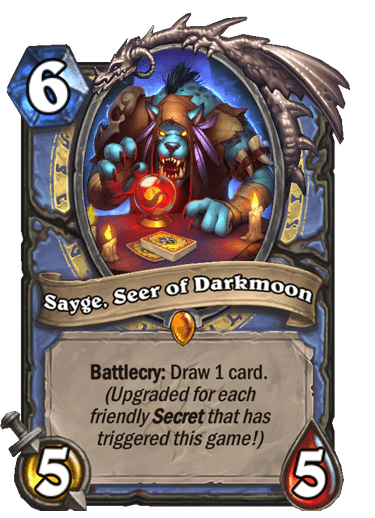 6
Sayge, Seer of Darkmoon
Battlecry: Draw 1 card.
(Upgraded for each
friendly Secret that has
triggered this game!)
5
5